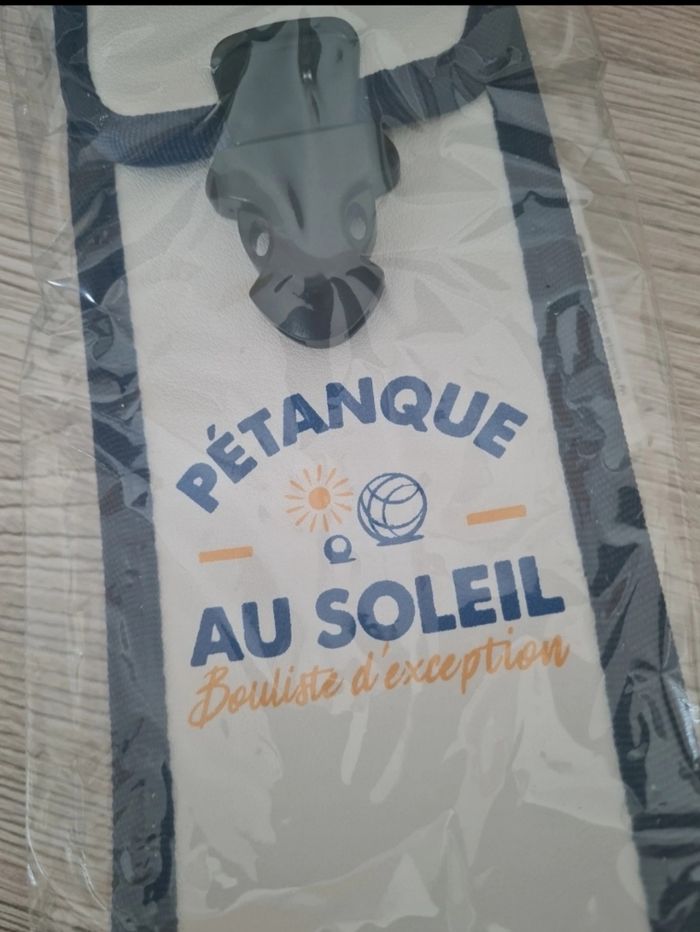 PÉTANQUE
AU SOLEIL
Bouliste d'exception